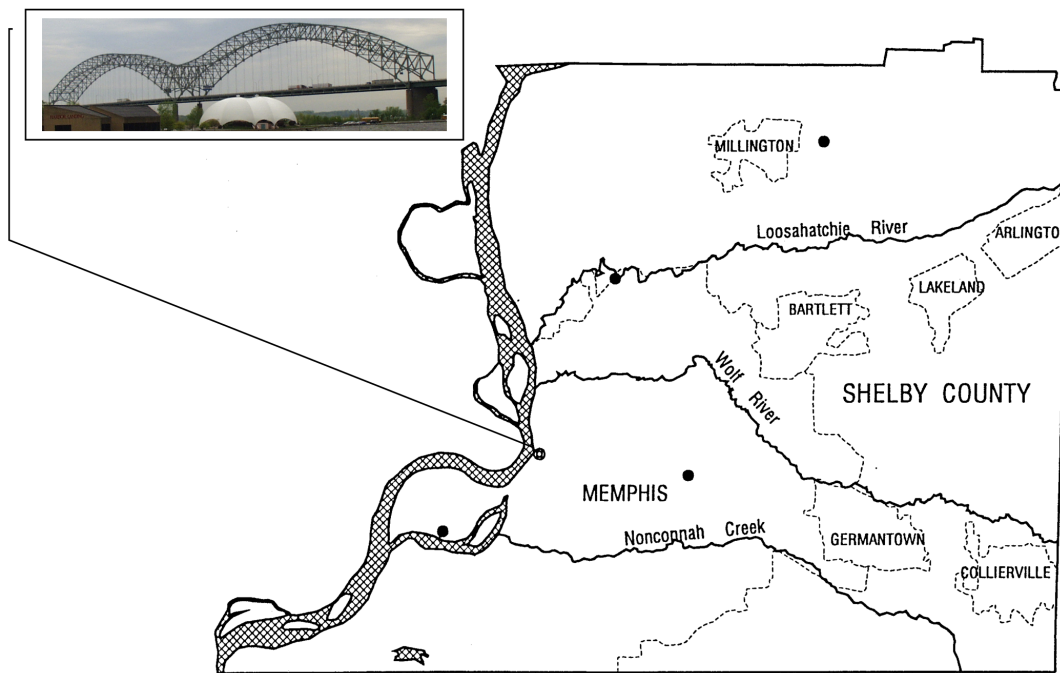 MILLINGTON
Loosahatchie River
ARLINGTO
LAKELAND
BARTLETT
Wolf
River
SHELBY COUNTY
MEMPHIS
Nonconnah Creek
GERMANTOWN
COLLIERVILLE